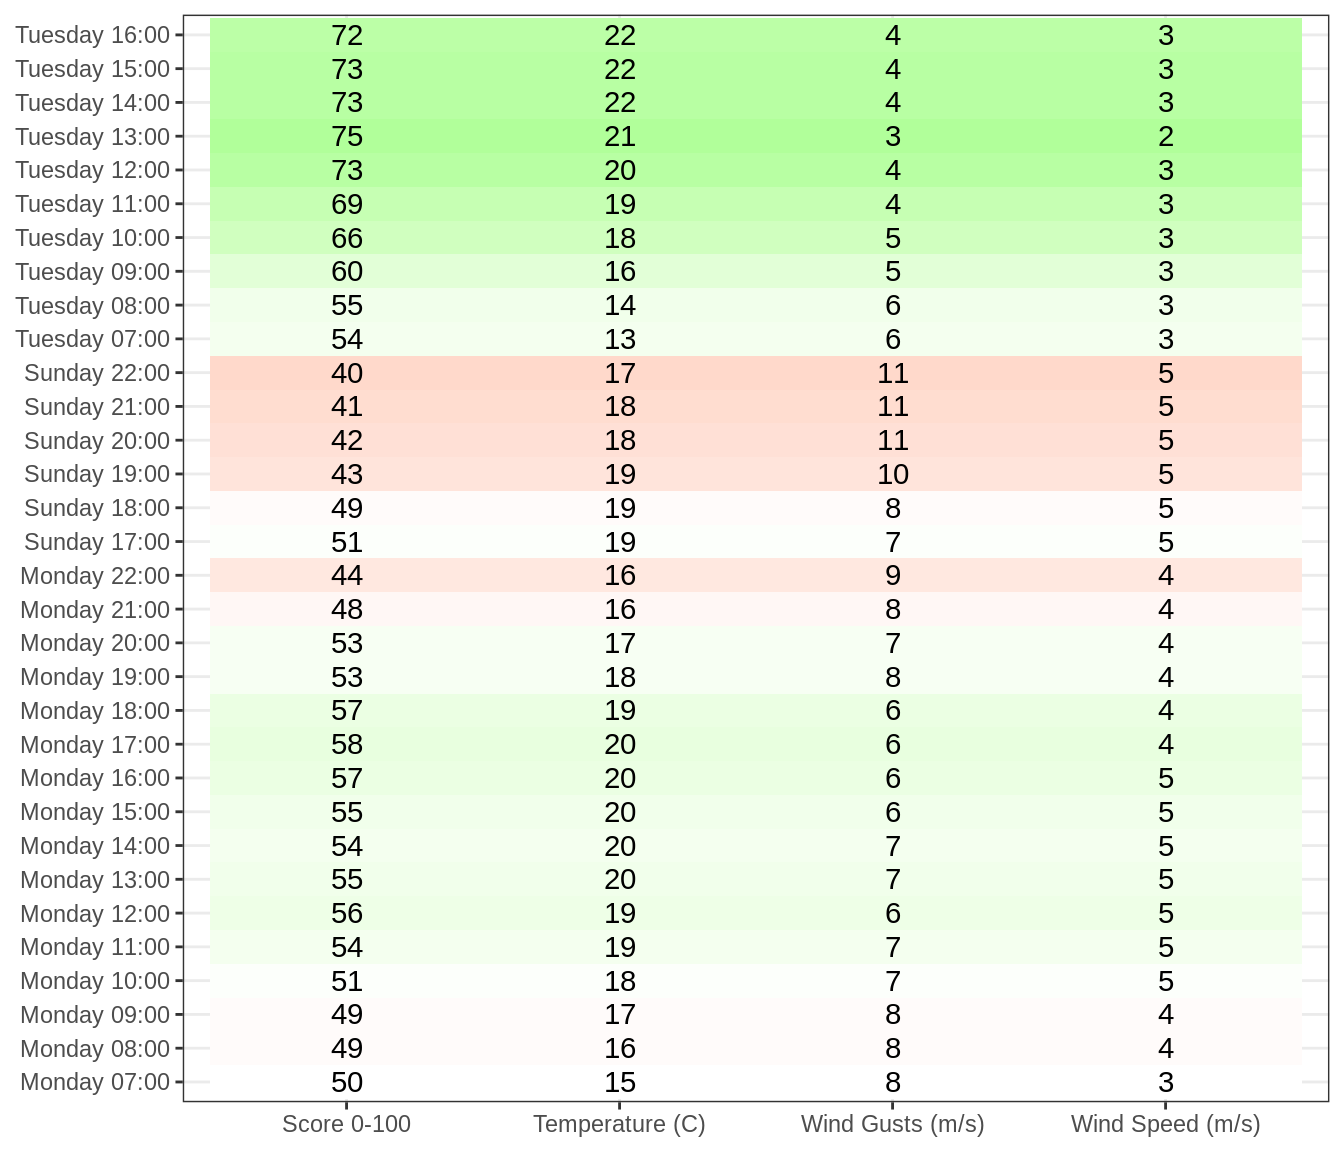 Tuesday 16:00 72 22 4 3
Tuesday 15:00 73 22 4 3
Tuesday 14:00 73 22 4 3
Tuesday 13:00 75 21 3 2
Tuesday 12:00 73 20 4 3
Tuesday 11:00 69 19 4 3
Tuesday 10:00 66 18 5 3
Tuesday 09:00 60 16 5 3
Tuesday 08:00 55 14 6 3
Tuesday 07:00 54 13 6 3
Sunday 22:00 40 17 11 5
Sunday 21:00 41 18 11 5
Sunday 20:00 42 18 11 5
Sunday 19:00 43 19 10 5
Sunday 18:00 49 19 8 5
Sunday 17:00 51 19 7 5
Monday 22:00 44 16 9 4
Monday 21:00 48 16 8 4
Monday 20:00 53 17 7 4
Monday 19:00 53 18 8 4
Monday 18:00 57 19 6 4
Monday 17:00 58 20 6 4
Monday 16:00 57 20 6 5
Monday 15:00 55 20 6 5
Monday 14:00 54 20 7 5
Monday 13:00 55 20 7 5
Monday 12:00 56 19 6 5
Monday 11:00 54 19 7 5
Monday 10:00 51 18 7 5
Monday 09:00 49 17 8 4
Monday 08:00 49 16 8 4
Monday 07:00 50 15 8 3
Score 0-100 Temperature (C) Wind Gusts (m/s) Wind Speed (m/s)